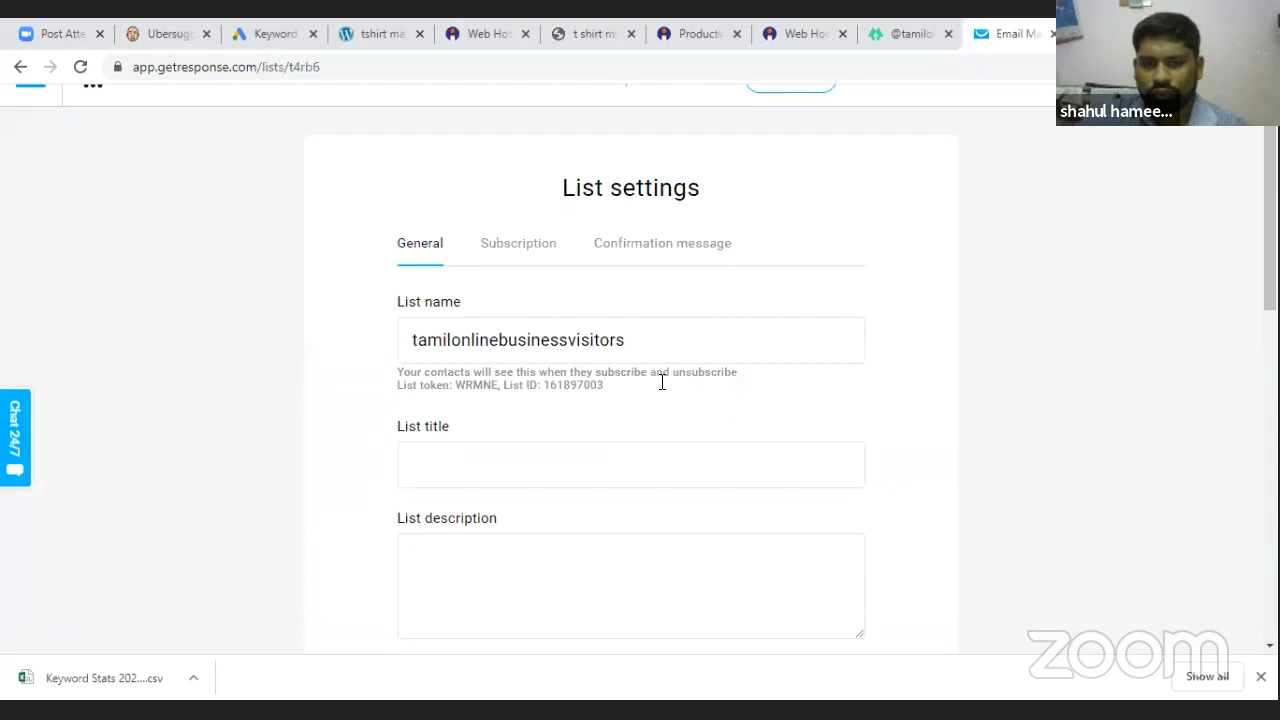 Post Atte
Ubersugg
Keyword
tshirt ma
Web Hos
t shirt m
Products
Web Hos
@tamilo
Email Ma
app.getresponse.com/lists/t4rb6
shahul hamee...
List settings
General
Subscription
Confirmation message
List name
tamilonlinebusinessvisitors
Your contacts will see this when they subscribe and unsubscribe
List token: WRMNE, List ID: 161897003
List title
List description
Chat 24/7
zoom
Keyword Stats 202....csv
Show all